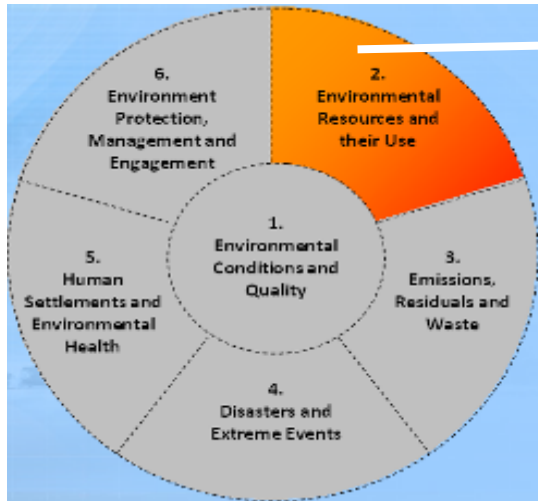 1.
Environmental
Conditions and
Quality
2.
Environmental
Resources and
their Use
3.
Emissions,
Residuals and
Waste
4.
Disasters and
Extreme Events
5.
Human
Settlements and
Environmental
Health
6.
Environment
Protection,
Management and
Engagement